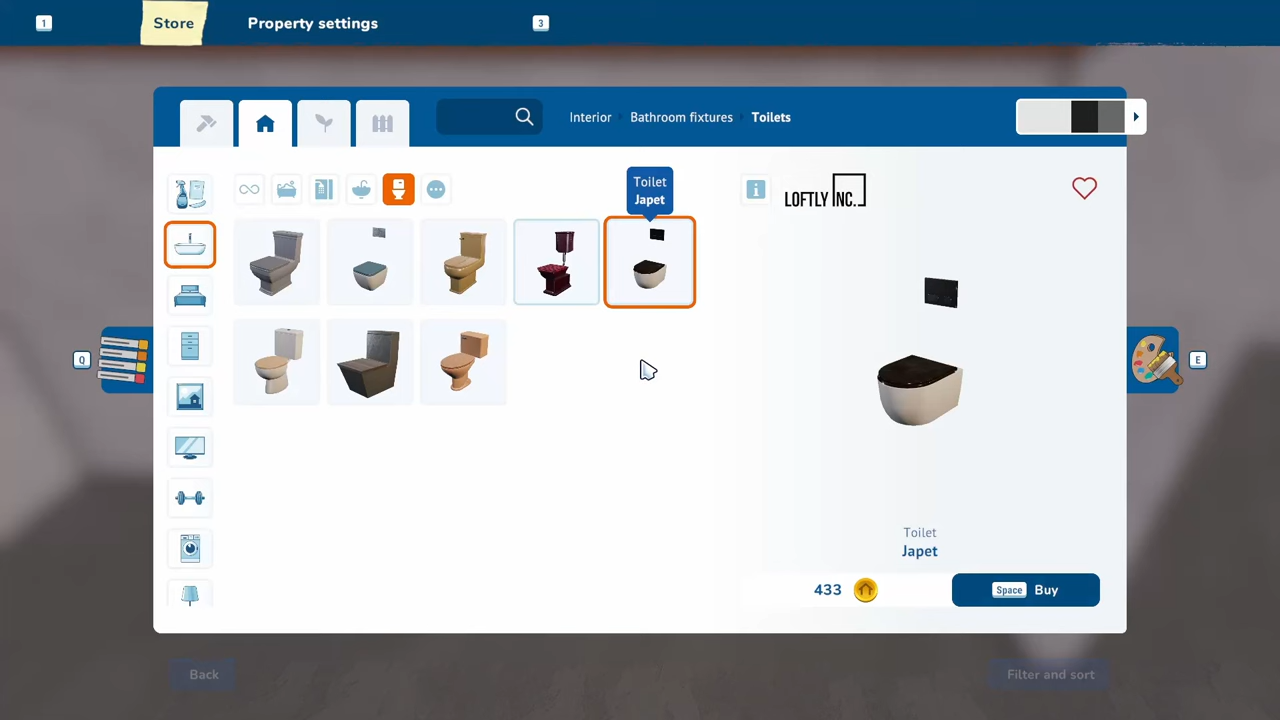 1
Store
Property settings
3
Interior
Bathroom fixtures
Toilets
Toilet
Japet
i
LOFTLY INC.
Q
E
Toilet
Japet
433
Space Buy
Back
Filter and sort